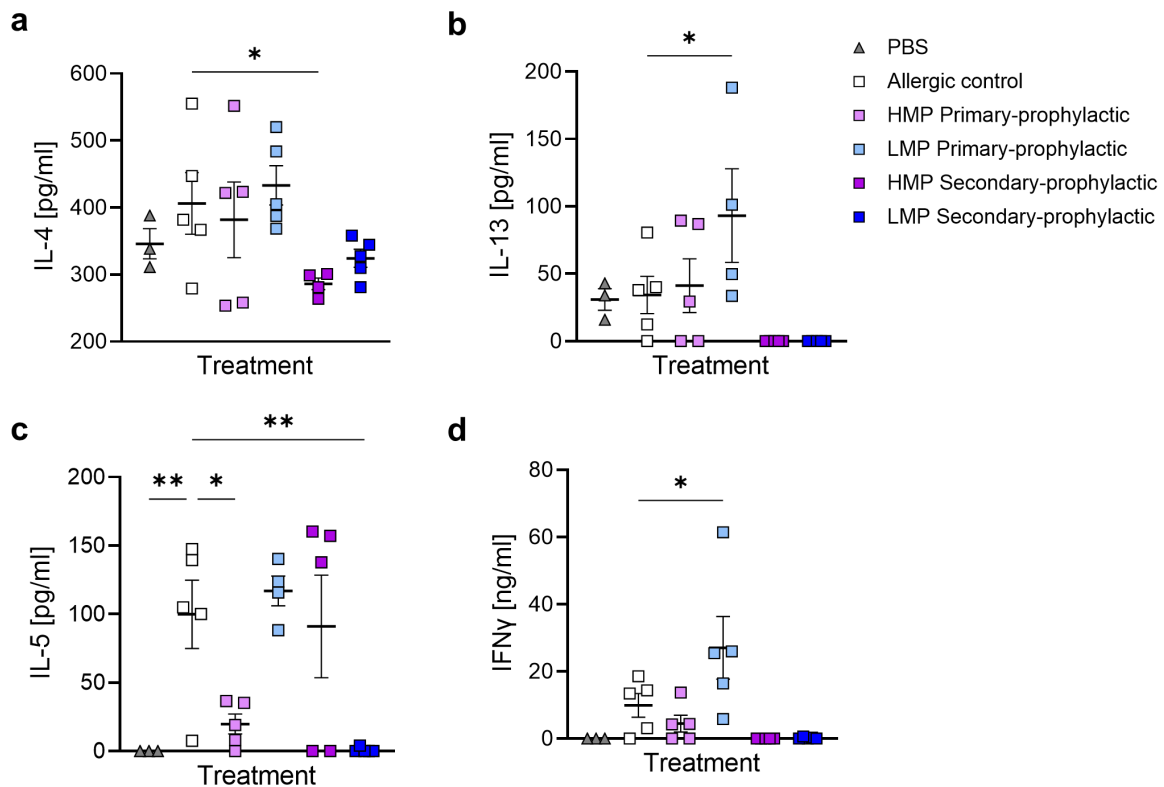 a
*
600
500
400
300
200
IL-4 [pg/ml]
Treatment
b
*
200
150
100
50
0
IL-13 [pg/ml]
Treatment
PBS
Allergic control
HMP Primary-prophylactic
LMP Primary-prophylactic
HMP Secondary-prophylactic
LMP Secondary-prophylactic
c
**
** *
200
150
100
50
0
IL-5 [pg/ml]
Treatment
d
*
80
60
40
20
0
IFNγ [ng/ml]
Treatment